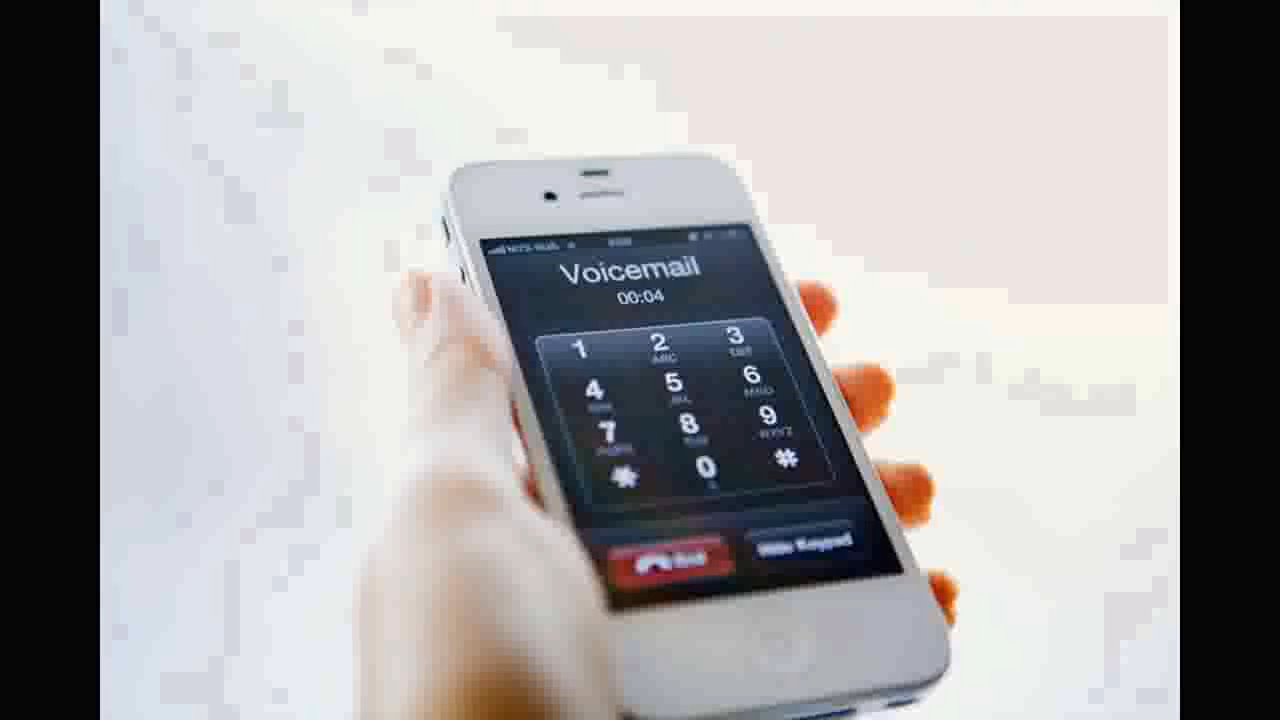 Voicemail
00:04
1 2 3
ABC DEF
4 5 6
JKL MNO
7 8 9
WXYZ
* 0 #
End Hide Keypad